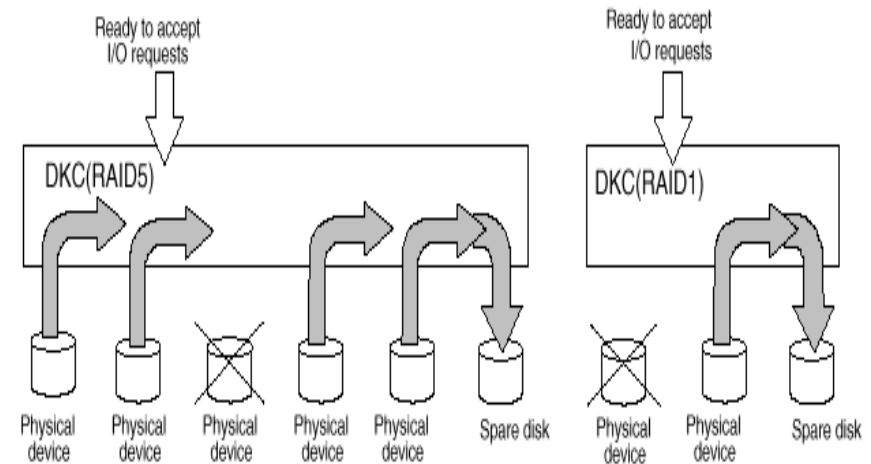 Ready to accept
I/O requests
Ready to accept
I/O requests
DKC(RAID5)
DKC(RAID1)
Physical
device
Physical
device
Physical
device
Physical
device
Physical
device
Spare disk
Physical
device
Physical
device
Spare disk